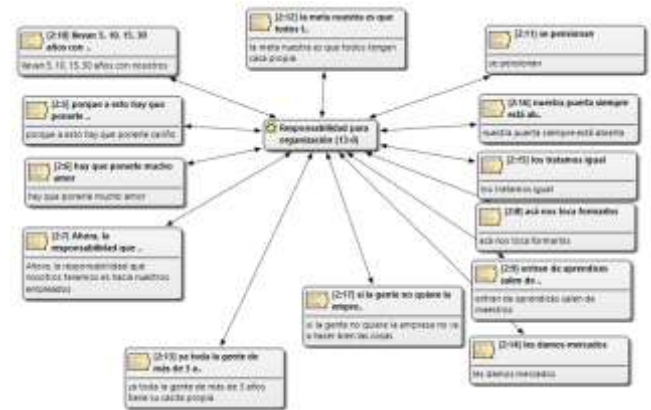 [2:12] la meta nuestra es que
todos t..
la meta nuestra es que todos tengan
casa propia
[2:10] llevan 5, 10, 15, 30
años con ..
llevan 5, 10, 15, 30 años con nosotros
[2:11] se pensionan
se pensionan
[2:5] porque a esto hay que
ponerle ..
porque a esto hay que ponerle cariño
Responsabilidad para
organización {13-0}
[2:16] nuestra puerta siempre
está ab..
nuestra puerta siempre está abierta
[2:6] hay que ponerle mucho
amor
hay que ponerle mucho amor
[2:15] los tratamos igual
los tratamos igual
[2:8] acá nos toca formarlos
acá nos toca formarlos
[2:7] Ahora, la
responsabilidad que ..
Ahora, la responsabilidad que
nosotros tenemos es hacia nuestros
empleados
[2:9] entran de aprendices
salen de ..
entran de aprendices salen de
maestros
[2:17] si la gente no quiere la
empre..
si la gente no quiere la empresa no va
a hacer bien las cosas
[2:14] les damos mercados
les damos mercados
[2:13] ya toda la gente de
más de 3 a..
ya toda la gente de más de 3 años
tiene su casita propia